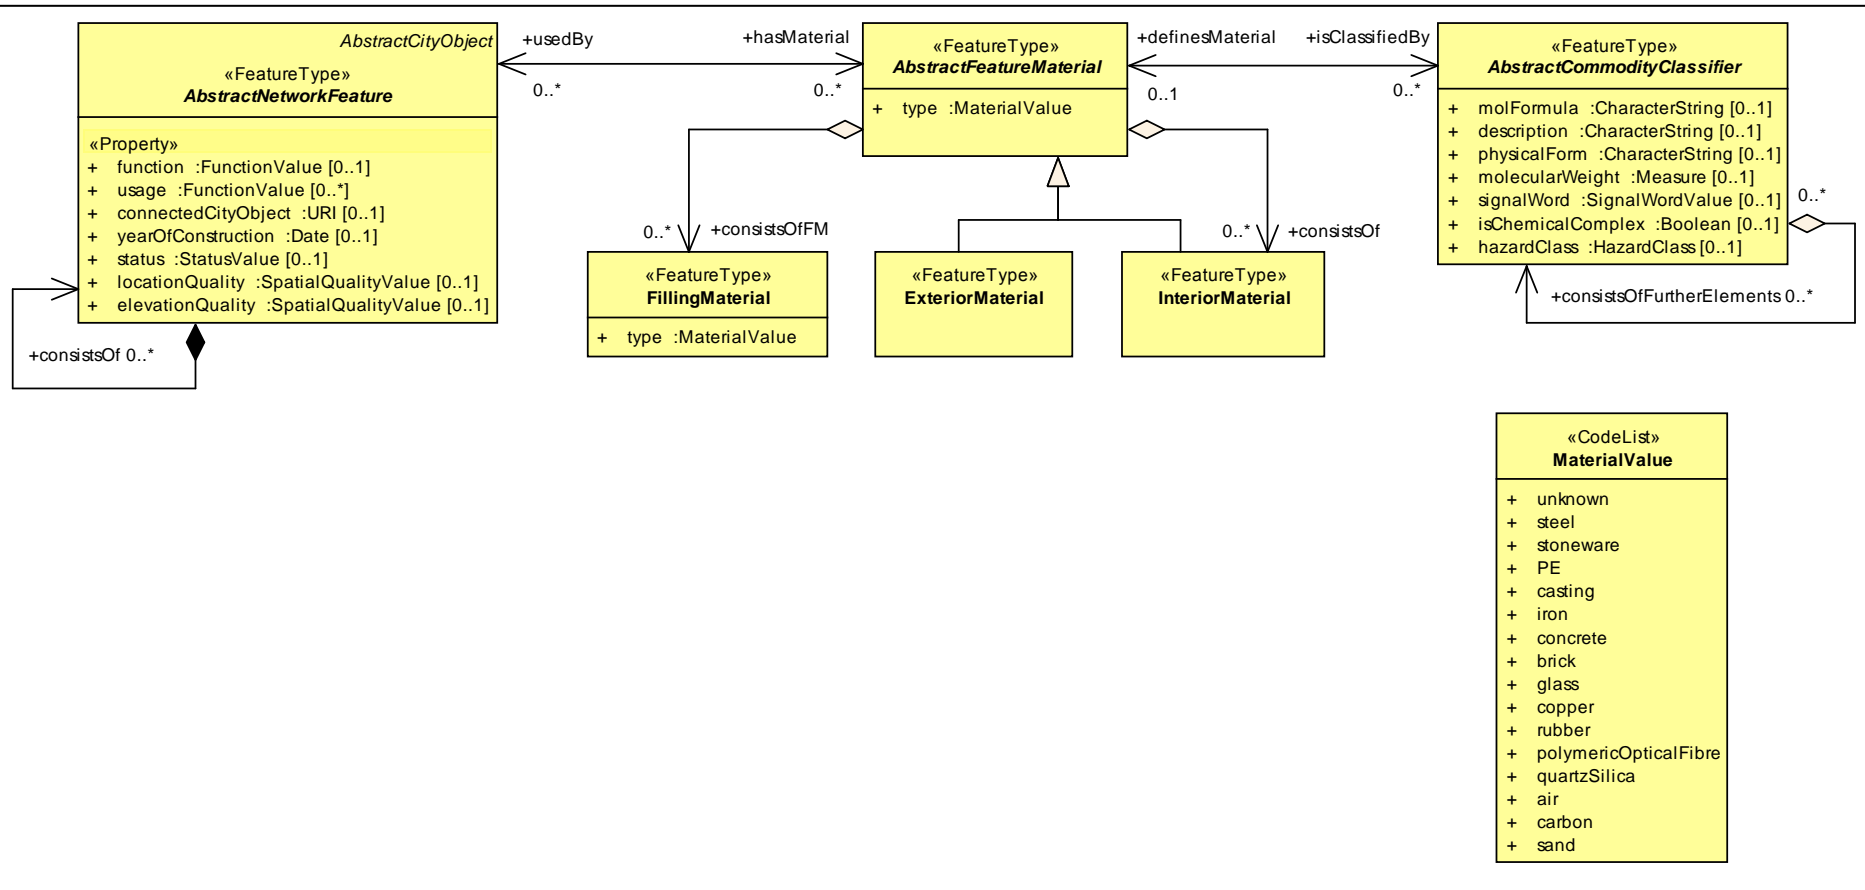 AbstractCityObject
«FeatureType»
AbstractNetworkFeature
«Property»
+ function :FunctionValue [0..1]
+ usage :FunctionValue [0..*]
+ connectedCityObject :URI [0..1]
+ yearOfConstruction :Date [0..1]
+ status :StatusValue [0..1]
+ locationQuality :SpatialQualityValue [0..1]
+ elevationQuality :SpatialQualityValue [0..1]
+consistsOf 0..*
+usedBy
0..*
+hasMaterial
0..*
«FeatureType»
AbstractFeatureMaterial
+ type :MaterialValue
+definesMaterial
0..1
+isClassifiedBy
0..*
«FeatureType»
AbstractCommodityClassifier
+ molFormula :CharacterString [0..1]
+ description :CharacterString [0..1]
+ physicalForm :CharacterString [0..1]
+ molecularWeight :Measure [0..1]
+ signalWord :SignalWordValue [0..1]
+ isChemicalComplex :Boolean [0..1]
+ hazardClass :HazardClass [0..1]
0..*
+consistsOfFurtherElements 0..*
0..*
+consistsOfFM
0..*
+consistsOf
«FeatureType»
FillingMaterial
+ type :MaterialValue
«FeatureType»
ExteriorMaterial
«FeatureType»
InteriorMaterial
«CodeList»
MaterialValue
+ unknown
+ steel
+ stoneware
+ PE
+ casting
+ iron
+ concrete
+ brick
+ glass
+ copper
+ rubber
+ polymericOpticalFibre
+ quartzSilica
+ air
+ carbon
+ sand